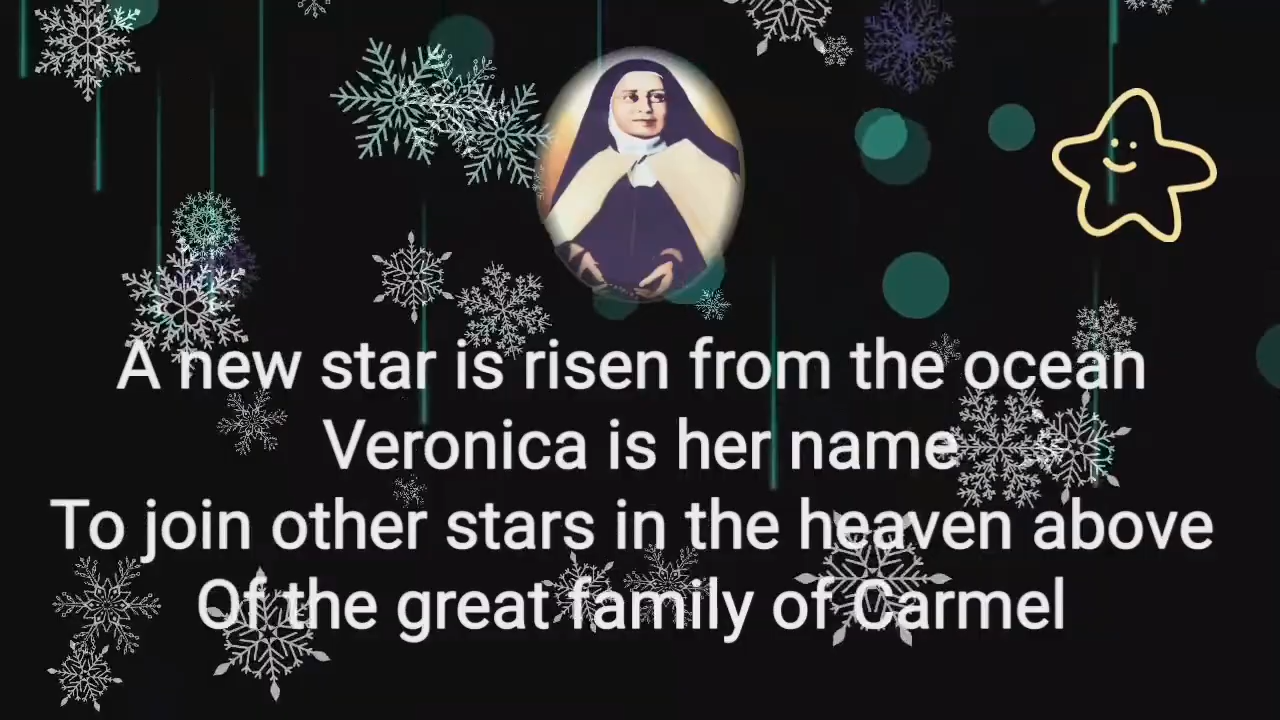 A new star is risen from the ocean
Veronica is her name
To join other stars in the heaven above
Of the great family of Carmel